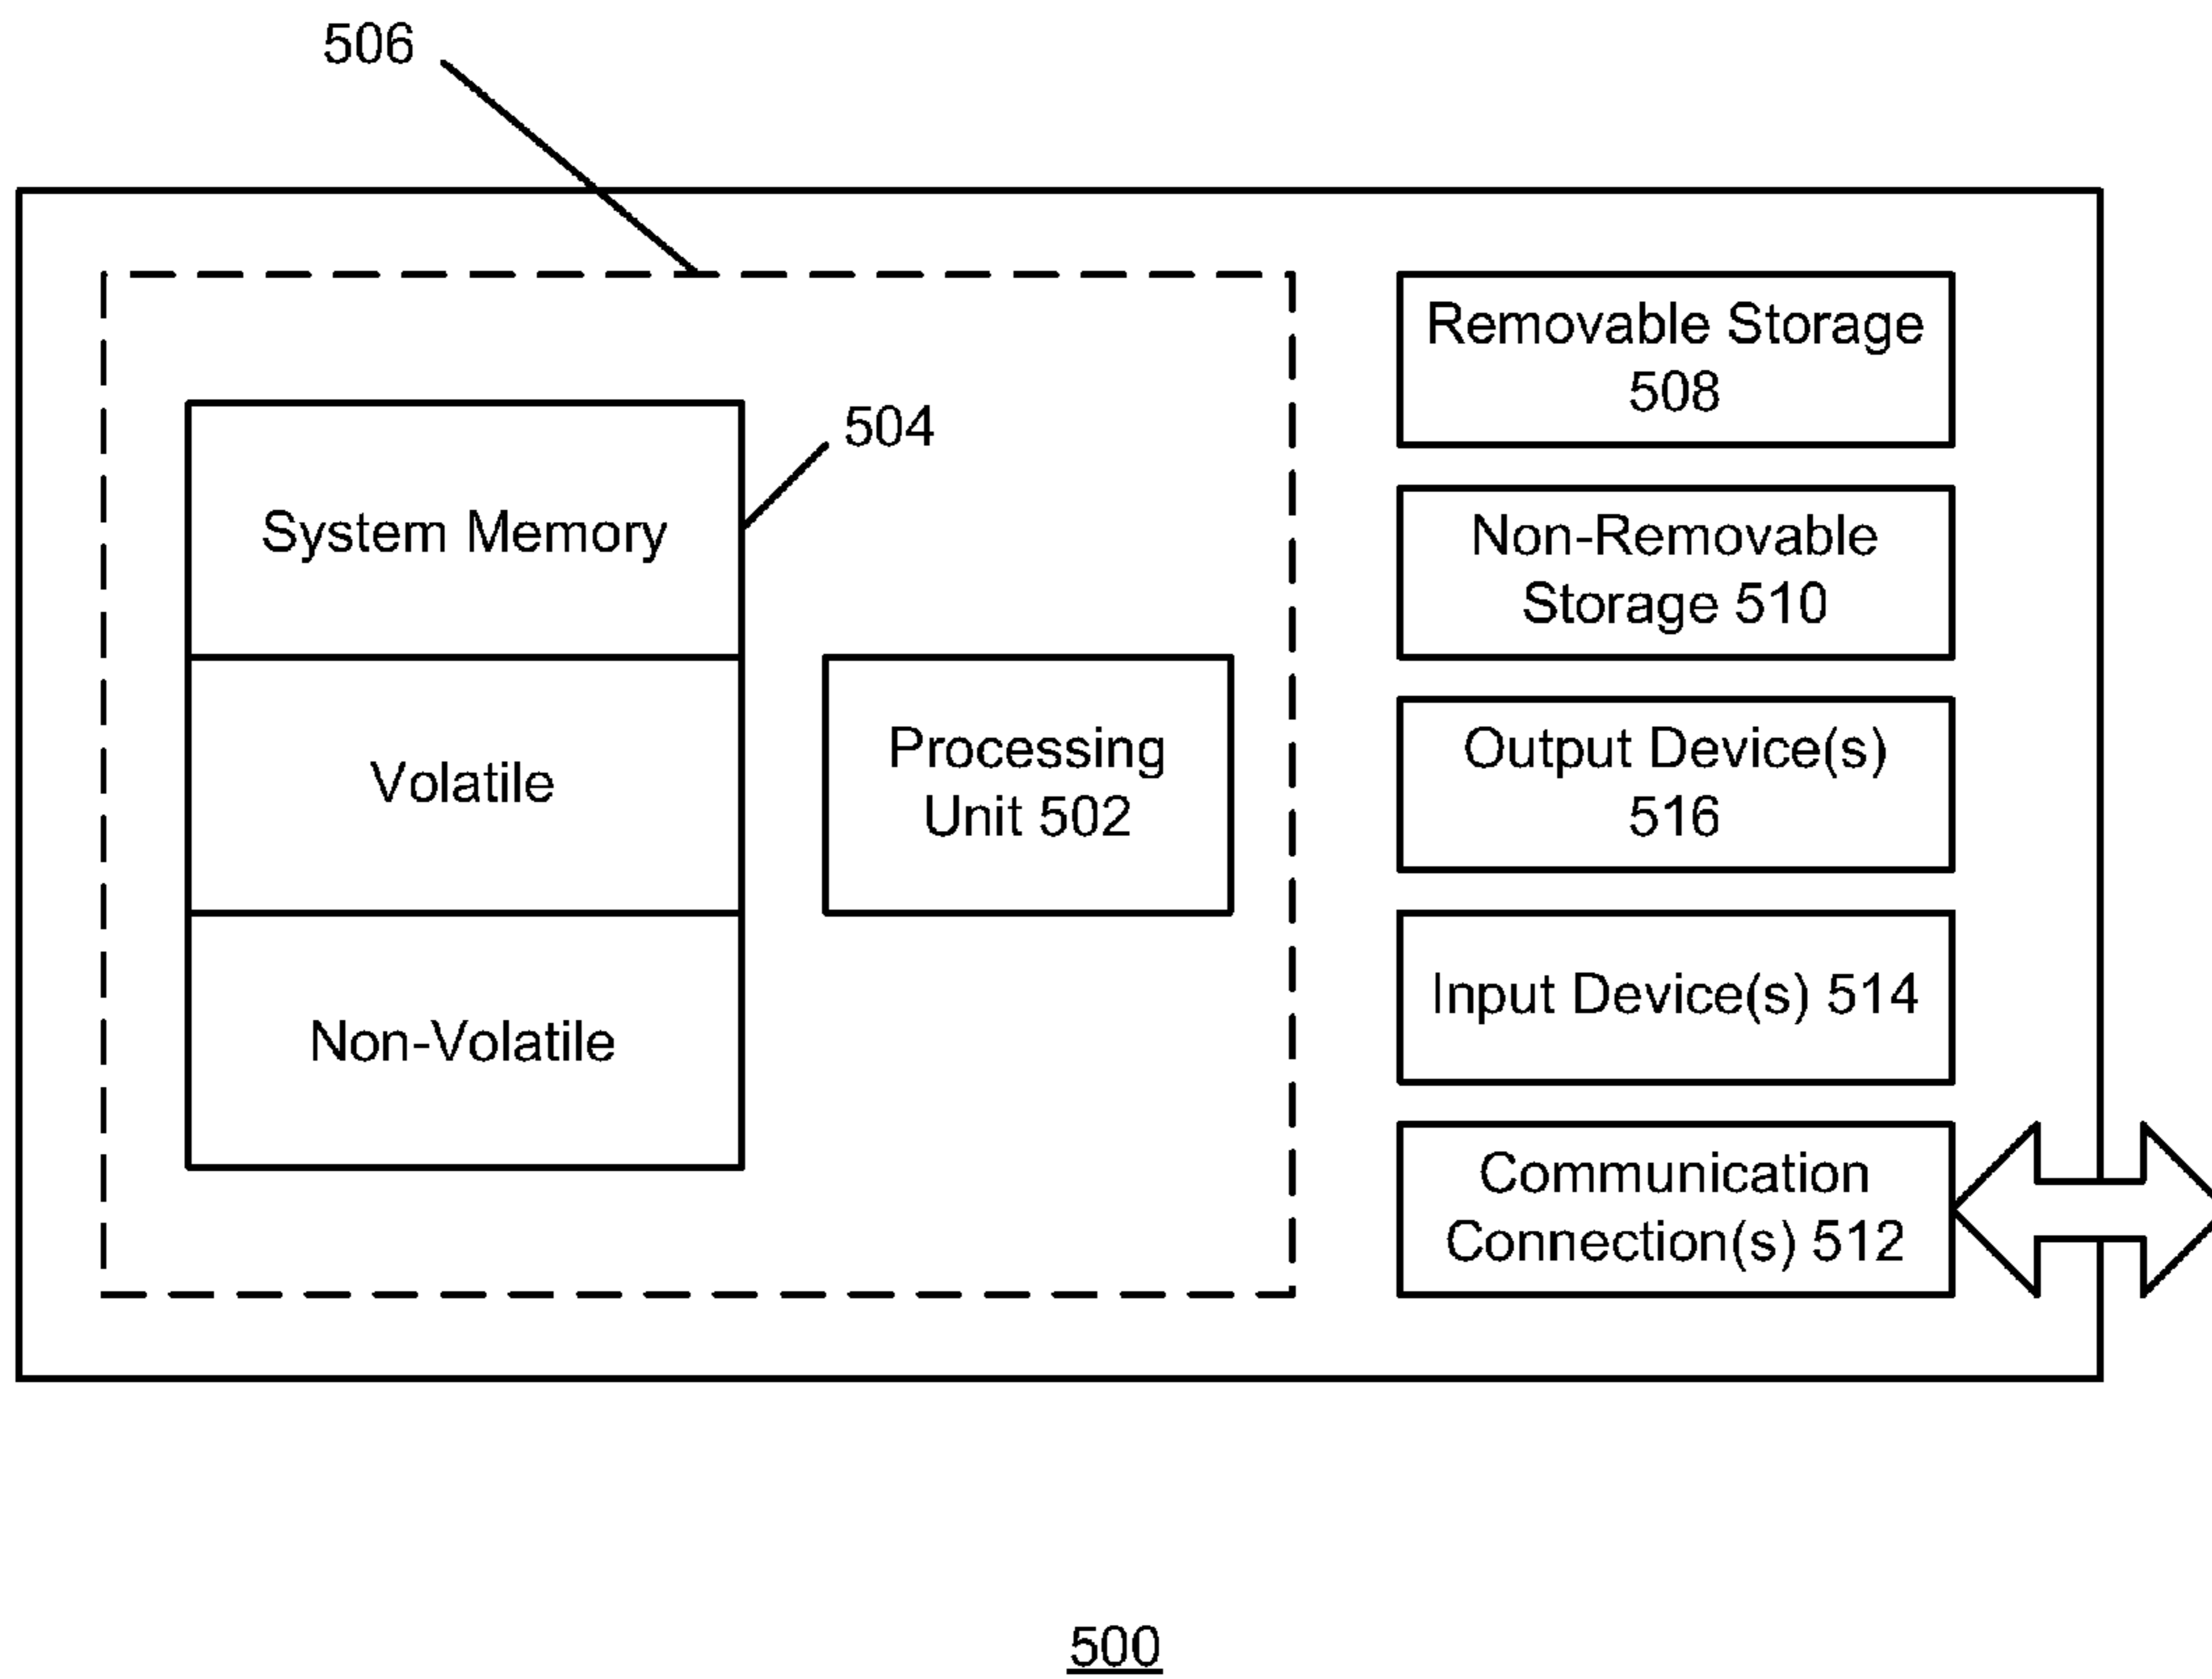 506
504
System Memory
Volatile
Non-Volatile
Processing
Unit 502
Removable Storage
508
Non-Removable
Storage 510
Output Device(s)
516
Input Device(s) 514
Communication
Connection(s) 512
500